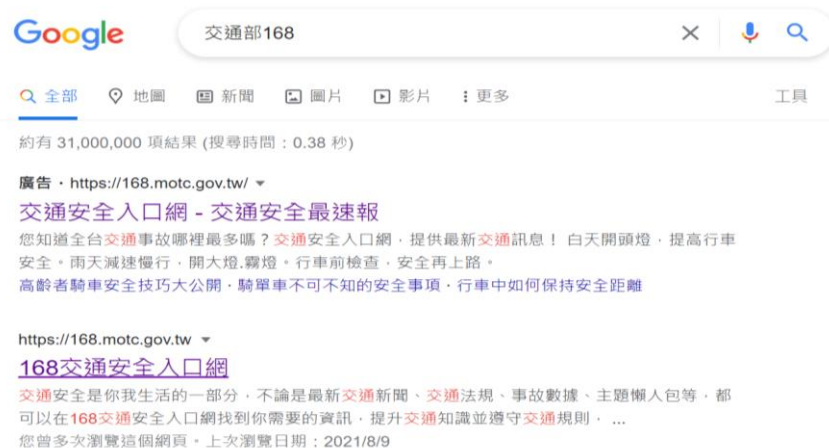 Google
交通部168
全部 地圖 新聞 圖片 影片 更多 工具
約有 31,000,000 項結果 (搜尋時間：0.38 秒)
廣告 · https://168.motc.gov.tw/
交通安全入口網 - 交通安全最速報
您知道全台交通事故哪裡最多嗎？交通安全入口網，提供最新交通訊息！ 白天開頭燈，提高行車
安全。雨天減速慢行，開大燈.霧燈。行車前檢查，安全再上路。
高齡者騎車安全技巧大公開 · 騎單車不可不知的安全事項 · 行車中如何保持安全距離
https://168.motc.gov.tw
168交通安全入口網
交通安全是你我生活的一部分，不論是最新交通新聞、交通法規、事故數據、主題懶人包等，都
可以在168交通安全入口網找到你需要的資訊，提升交通知識並遵守交通規則， ...
您曾多次瀏覽這個網頁。上次瀏覽日期：2021/8/9